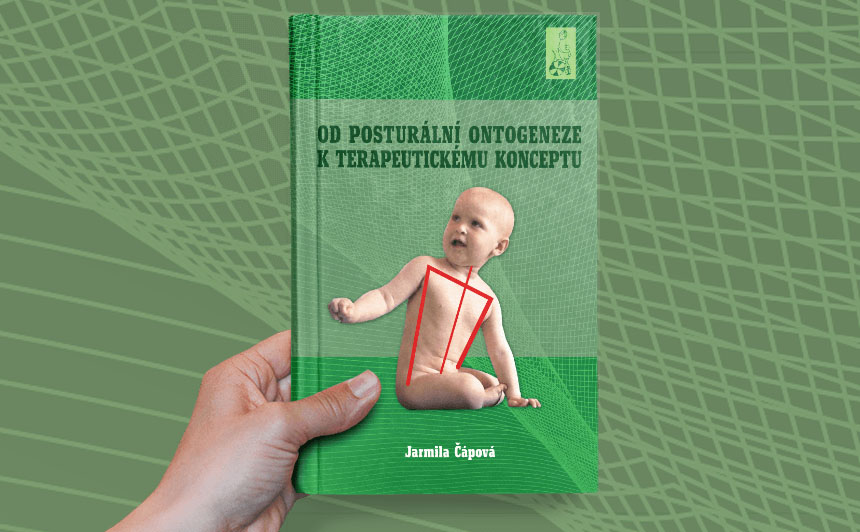 OD POSTURÁLNÍ ONTOGENEZE
K TERAPEUTICKÉMU KONCEPTU
Jarmila Čápová